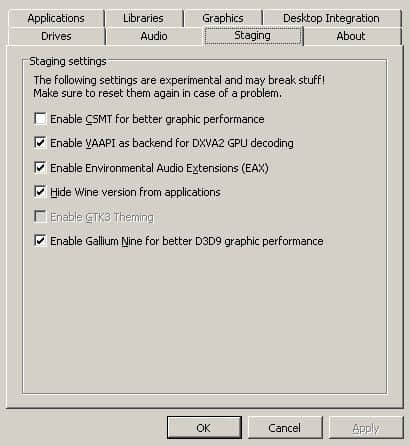 Applications Libraries Graphics Desktop Integration
Drives Audio Staging About
Staging settings
The following settings are experimental and may break stuff!
Make sure to reset them again in case of a problem.
Enable CSMT for better graphic performance
Enable VAAPI as backend for DXVA2 GPU decoding
Enable Environmental Audio Extensions (EAX)
Hide Wine version from applications
Enable GTK3 Theming
Enable Gallium Nine for better D3D9 graphic performance
OK Cancel Apply